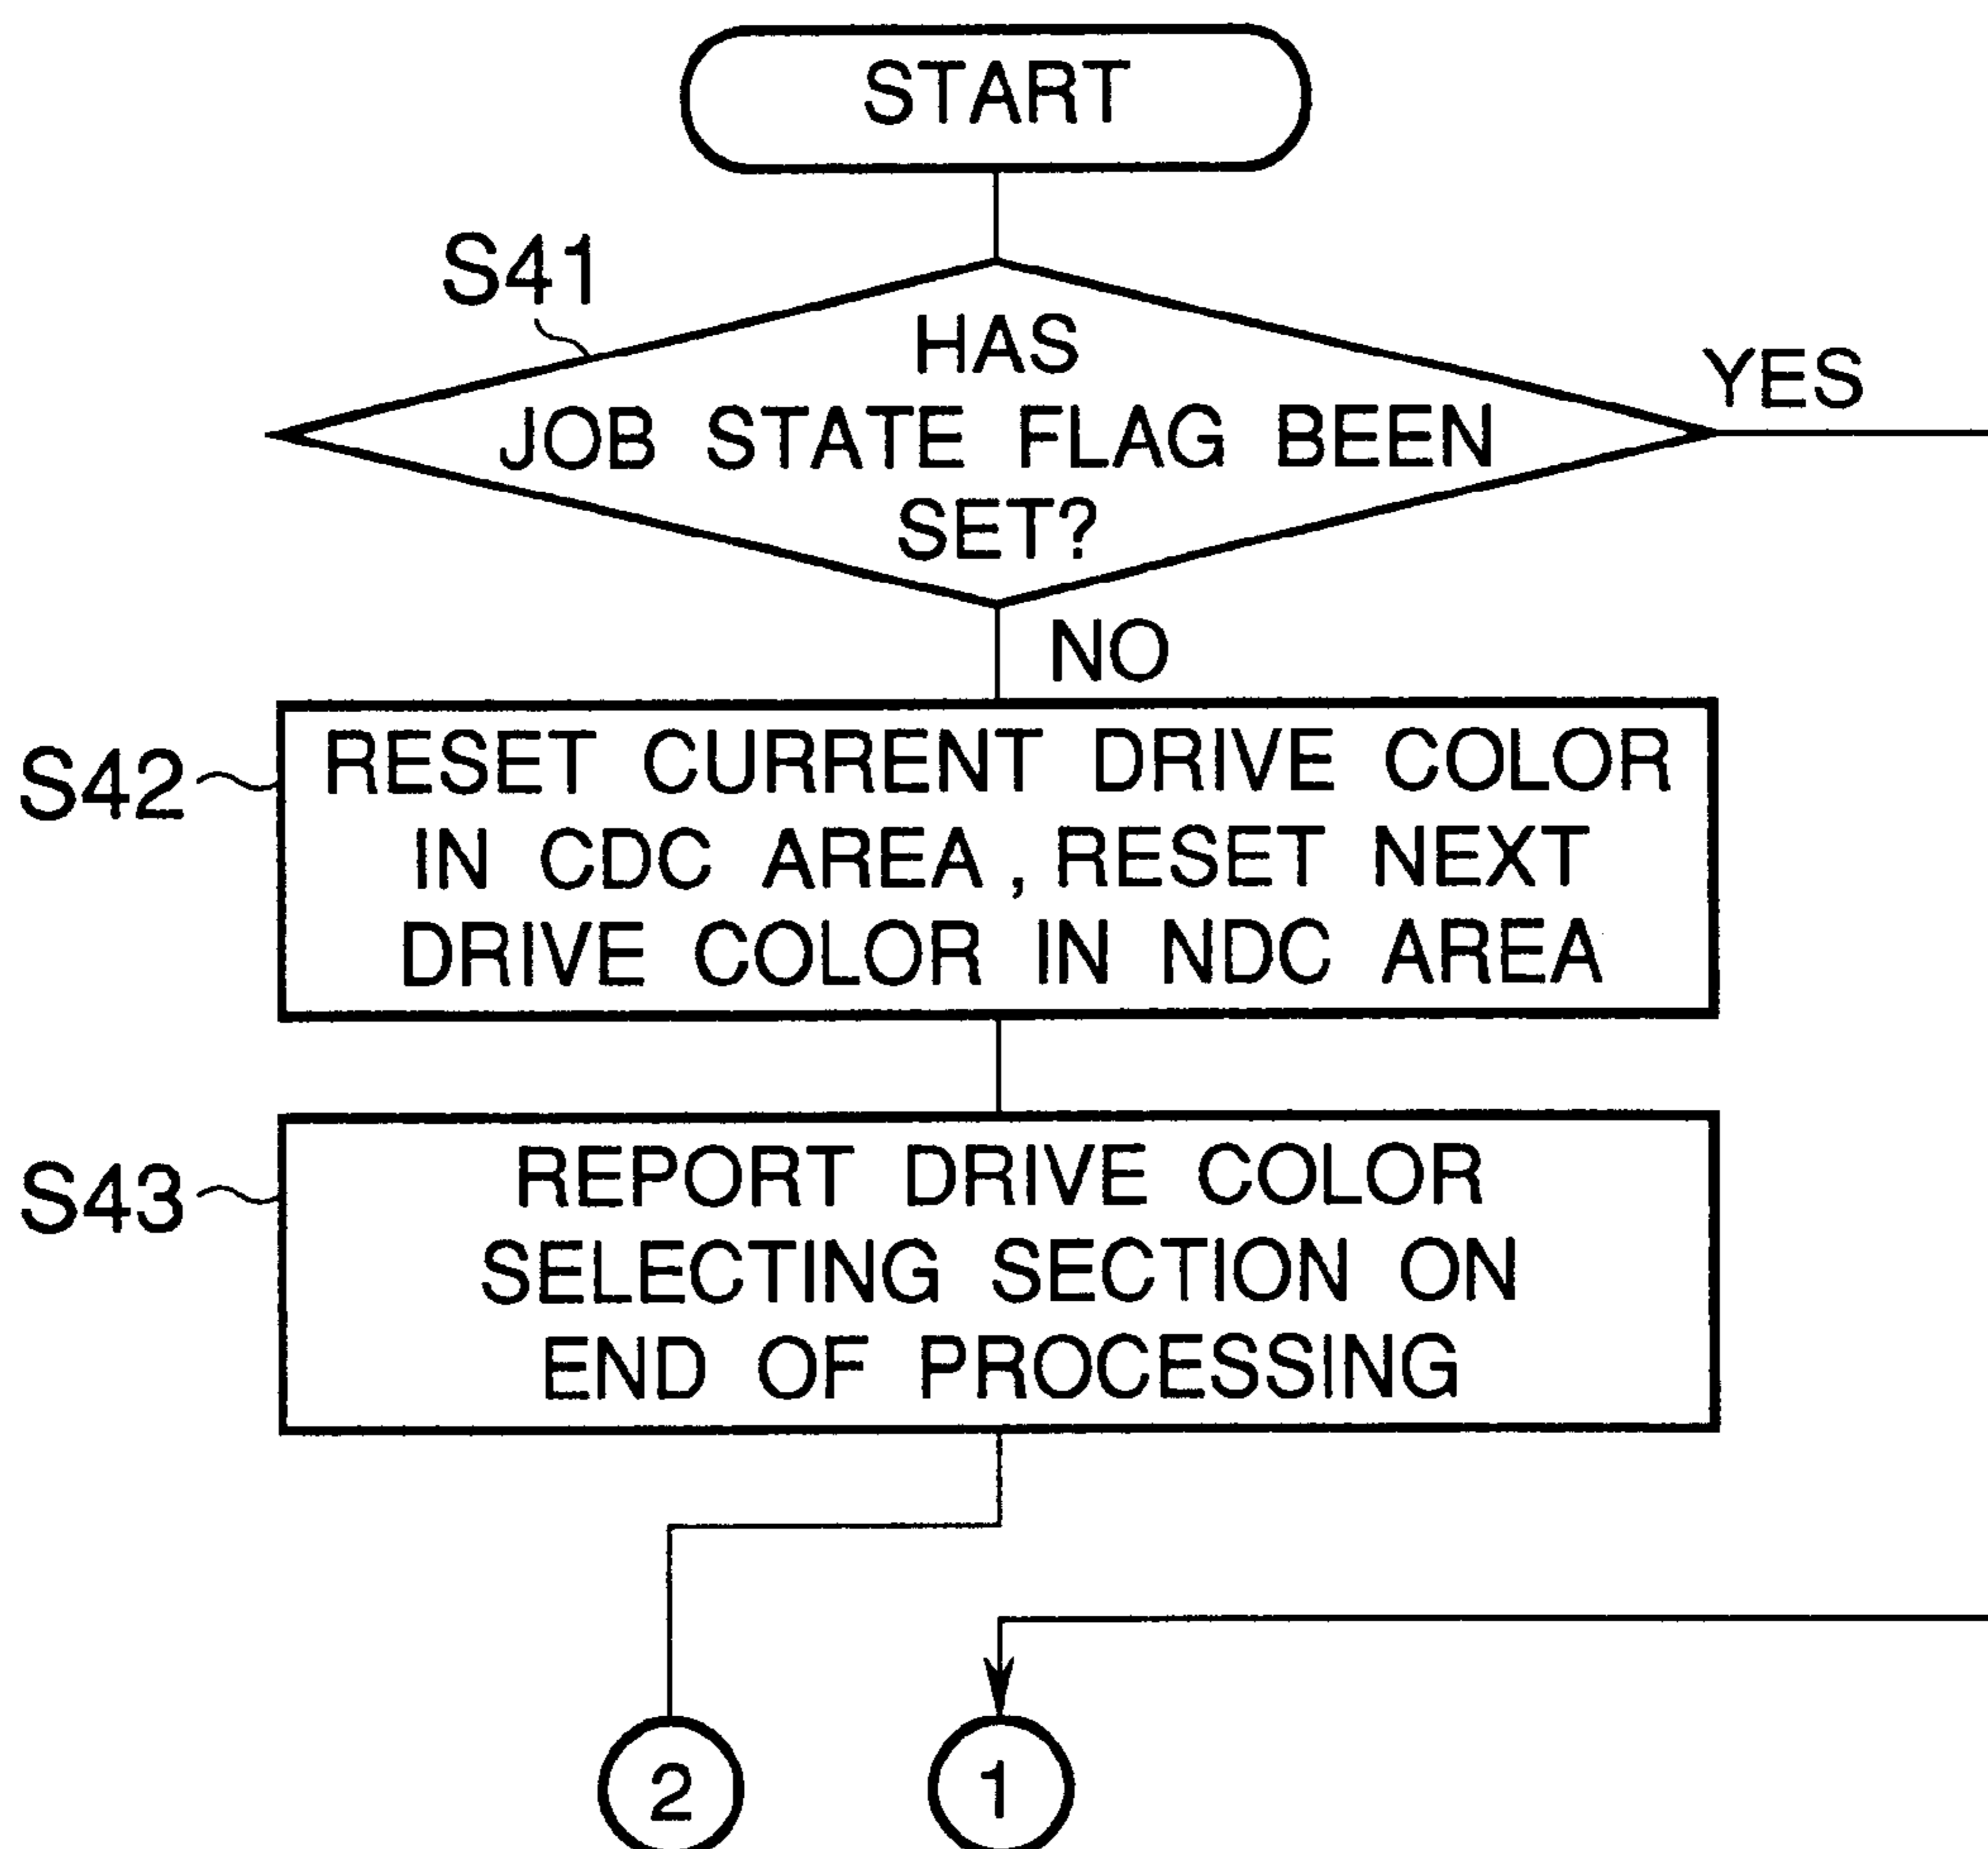 START
S41
HAS
JOB STATE FLAG BEEN
SET?
YES
NO
S42
RESET CURRENT DRIVE COLOR
IN CDC AREA, RESET NEXT
DRIVE COLOR IN NDC AREA
S43
REPORT DRIVE COLOR
SELECTING SECTION ON
END OF PROCESSING
2
1